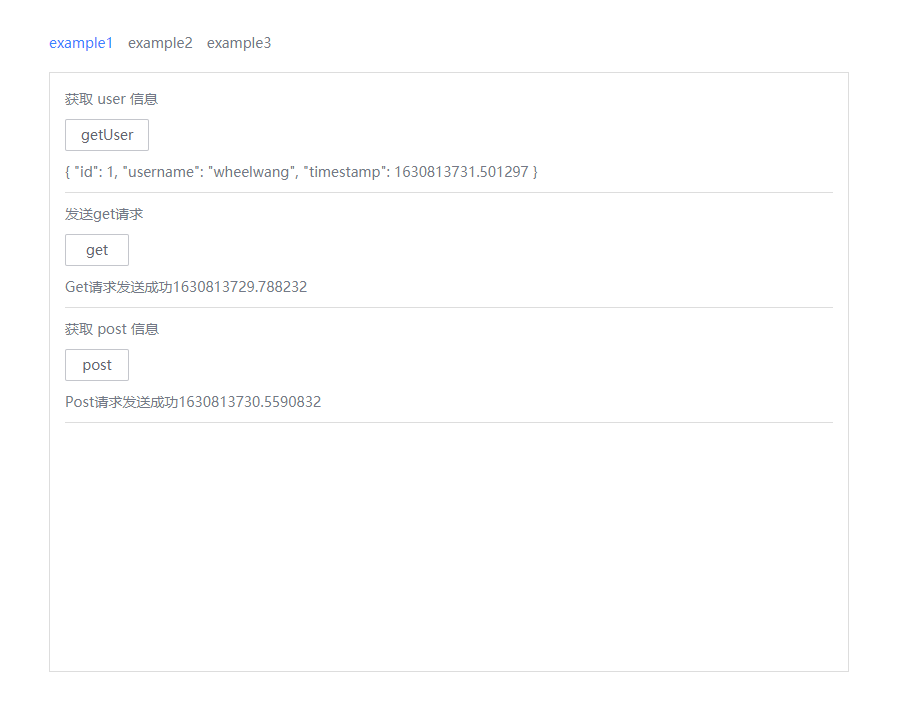 example1 example2 example3
获取 user 信息
getUser
{ "id": 1, "username": "wheelwang", "timestamp": 1630813731.501297 }
发送get请求
get
Get请求发送成功1630813729.788232
获取 post 信息
post
Post请求发送成功1630813730.5590832